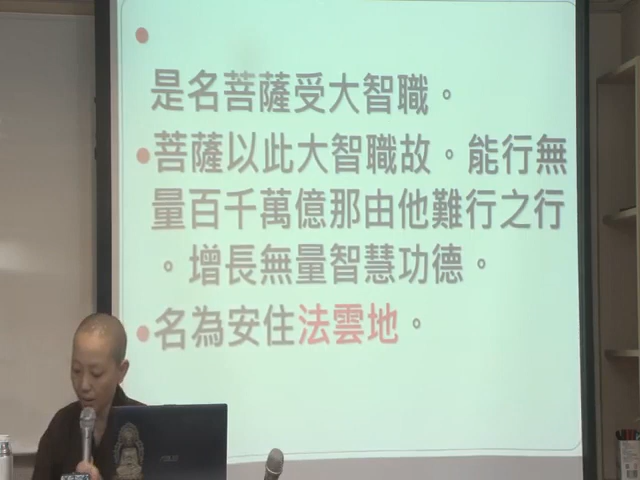 是名菩薩受大智職。
菩薩以此大智職故。能行無
量百千萬億那由他難行之行
。增長無量智慧功德。
名為安住法雲地。
ASUS